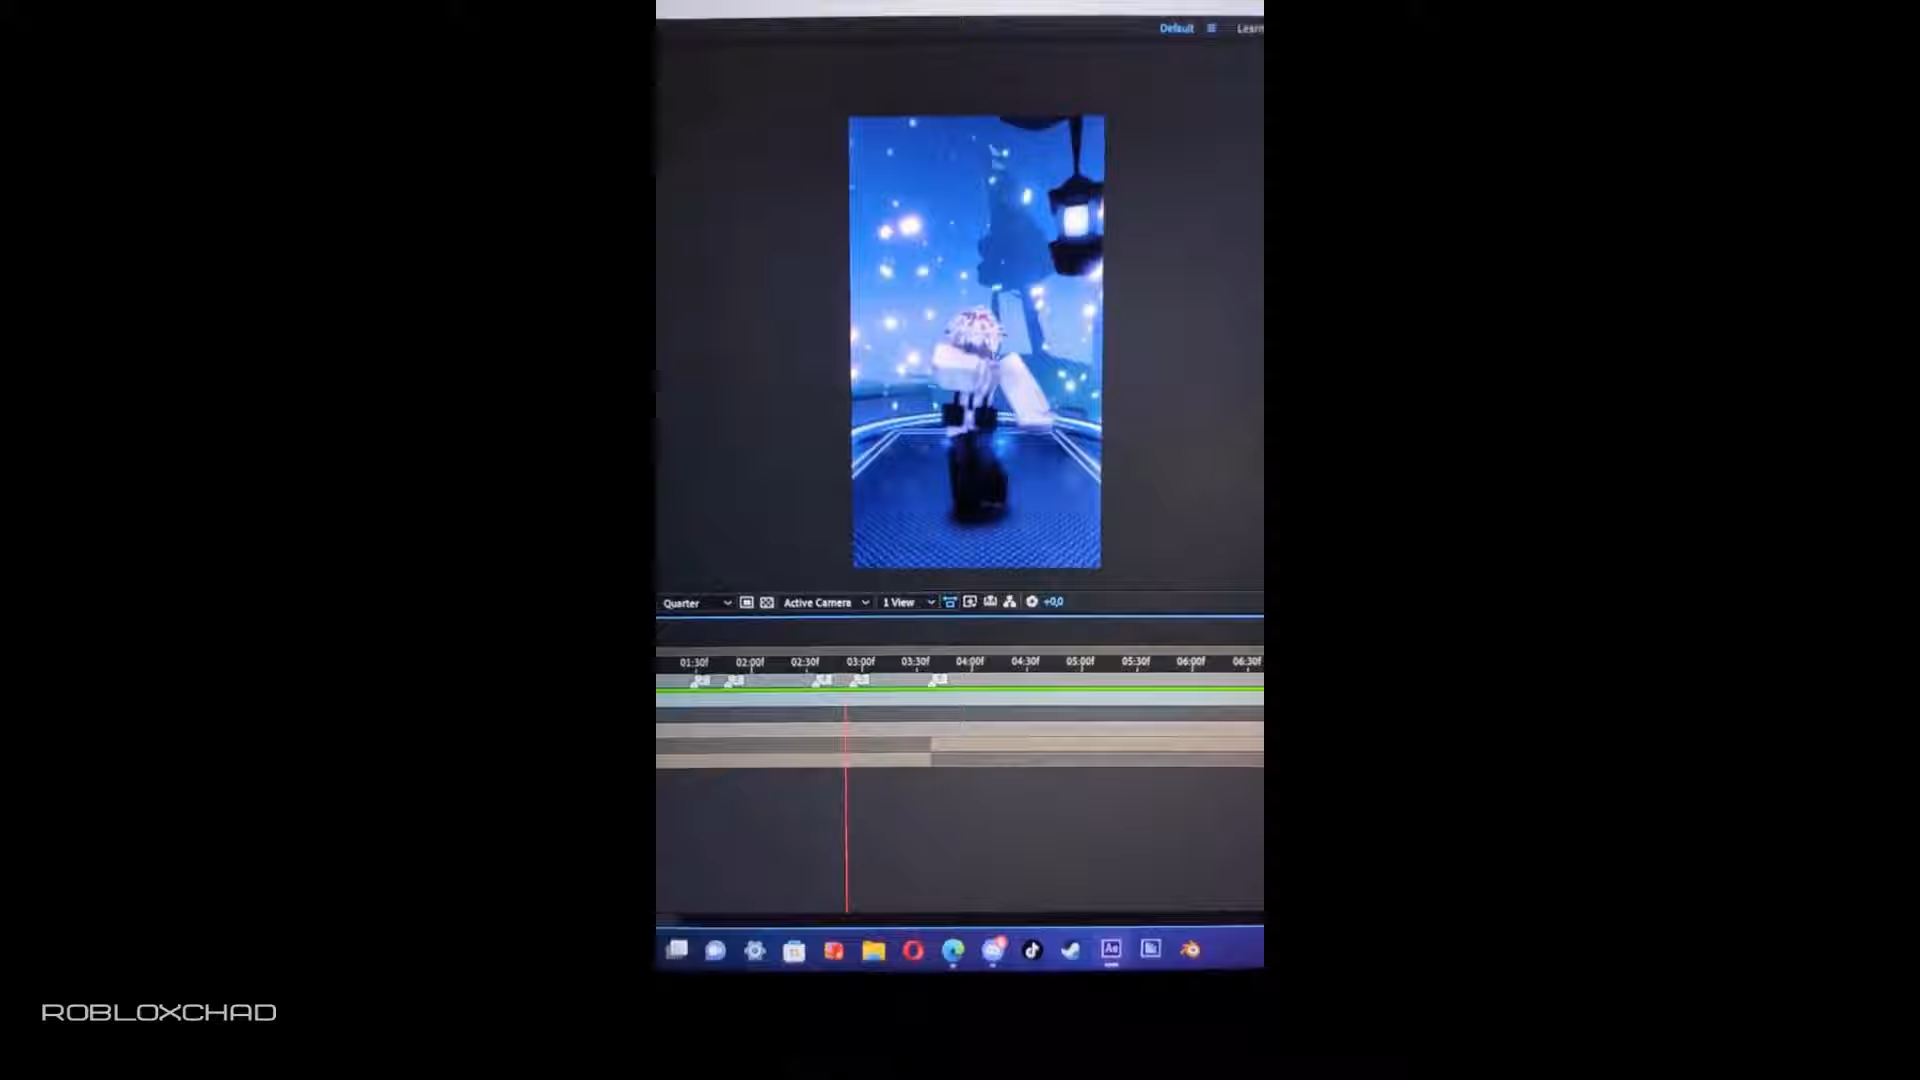 Default
Learn
Quarter
Active Camera
1 View
+0,0
01:30f 02:00f 02:30f 03:00f 03:30f 04:00f 04:30f 05:00f 05:30f 06:00f 06:30f
Ae
ROBLOXCHAD